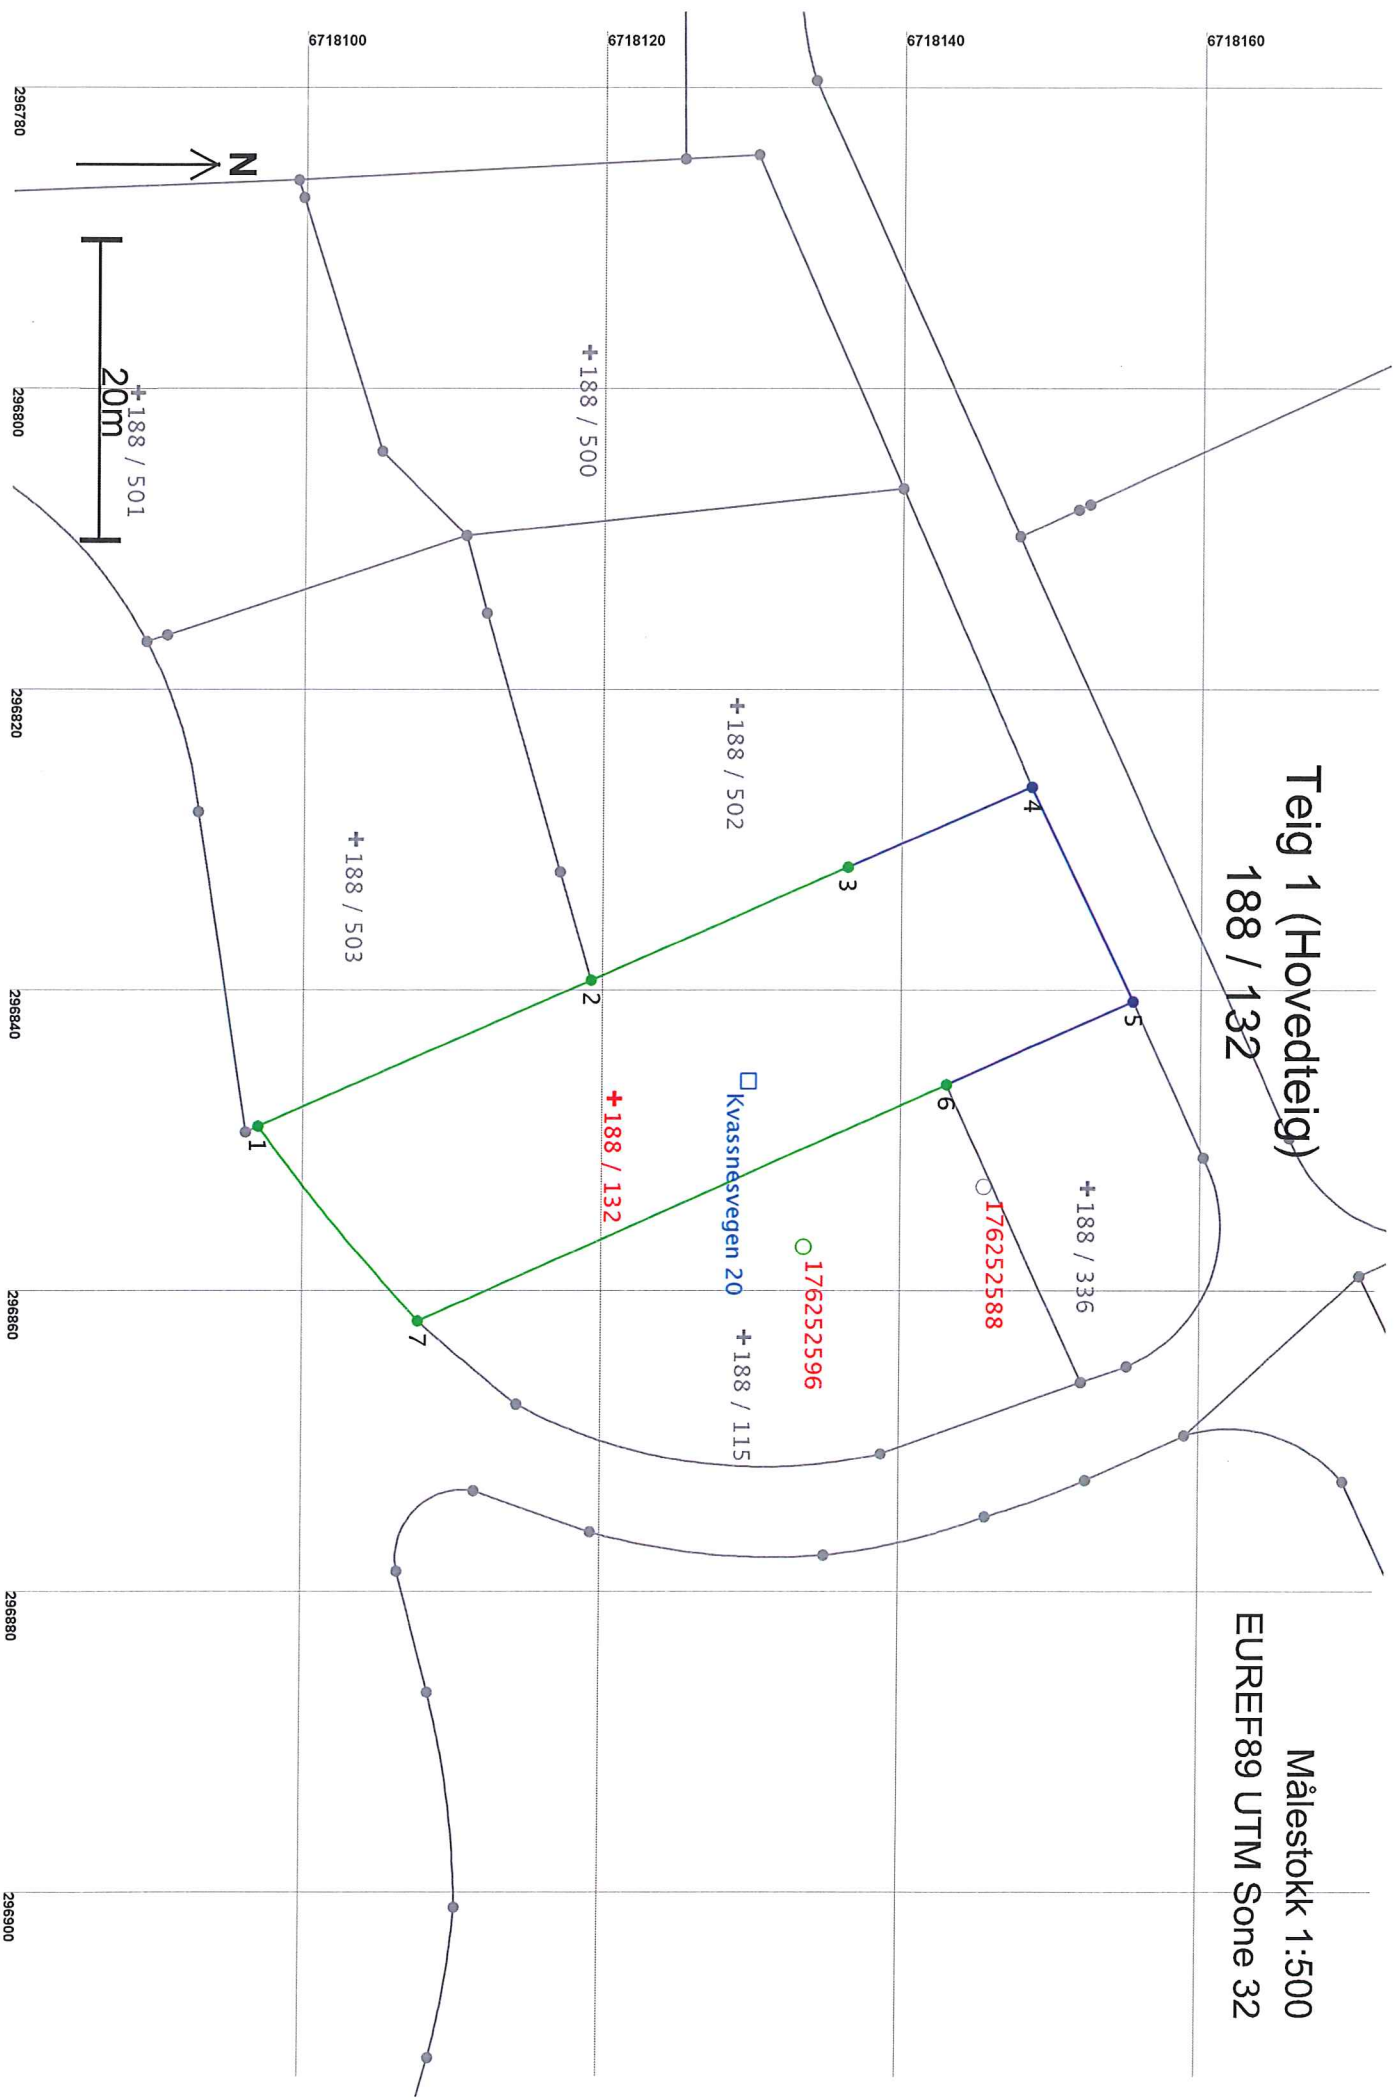 Teig 1 (Hovedteig)
188 / 132
Målestokk 1:500
EUREF89 UTM Sone 32
6718160
6718140
6718120
6718100
296780
296800
296820
296840
296860
296880
296900
N
20m
188 / 501
188 / 500
188 / 502
188 / 503
188 / 336
188 / 115
188 / 132
Kvassnesvegen 20
176252588
176252596
1
2
3
4
5
6
7